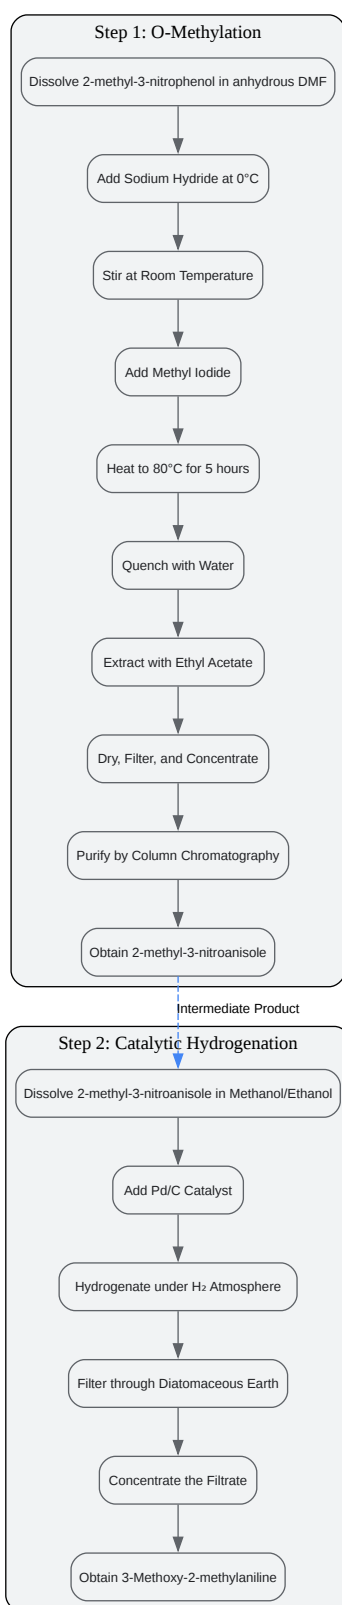 Step 1: O-Methylation
Dissolve 2-methyl-3-nitrophenol in anhydrous DMF
Add Sodium Hydride at 0°C
Stir at Room Temperature
Add Methyl Iodide
Heat to 80°C for 5 hours
Quench with Water
Extract with Ethyl Acetate
Dry, Filter, and Concentrate
Purify by Column Chromatography
Obtain 2-methyl-3-nitroanisole
Intermediate Product
Step 2: Catalytic Hydrogenation
Dissolve 2-methyl-3-nitroanisole in Methanol/Ethanol
Add Pd/C Catalyst
Hydrogenate under H₂ Atmosphere
Filter through Diatomaceous Earth
Concentrate the Filtrate
Obtain 3-Methoxy-2-methylaniline